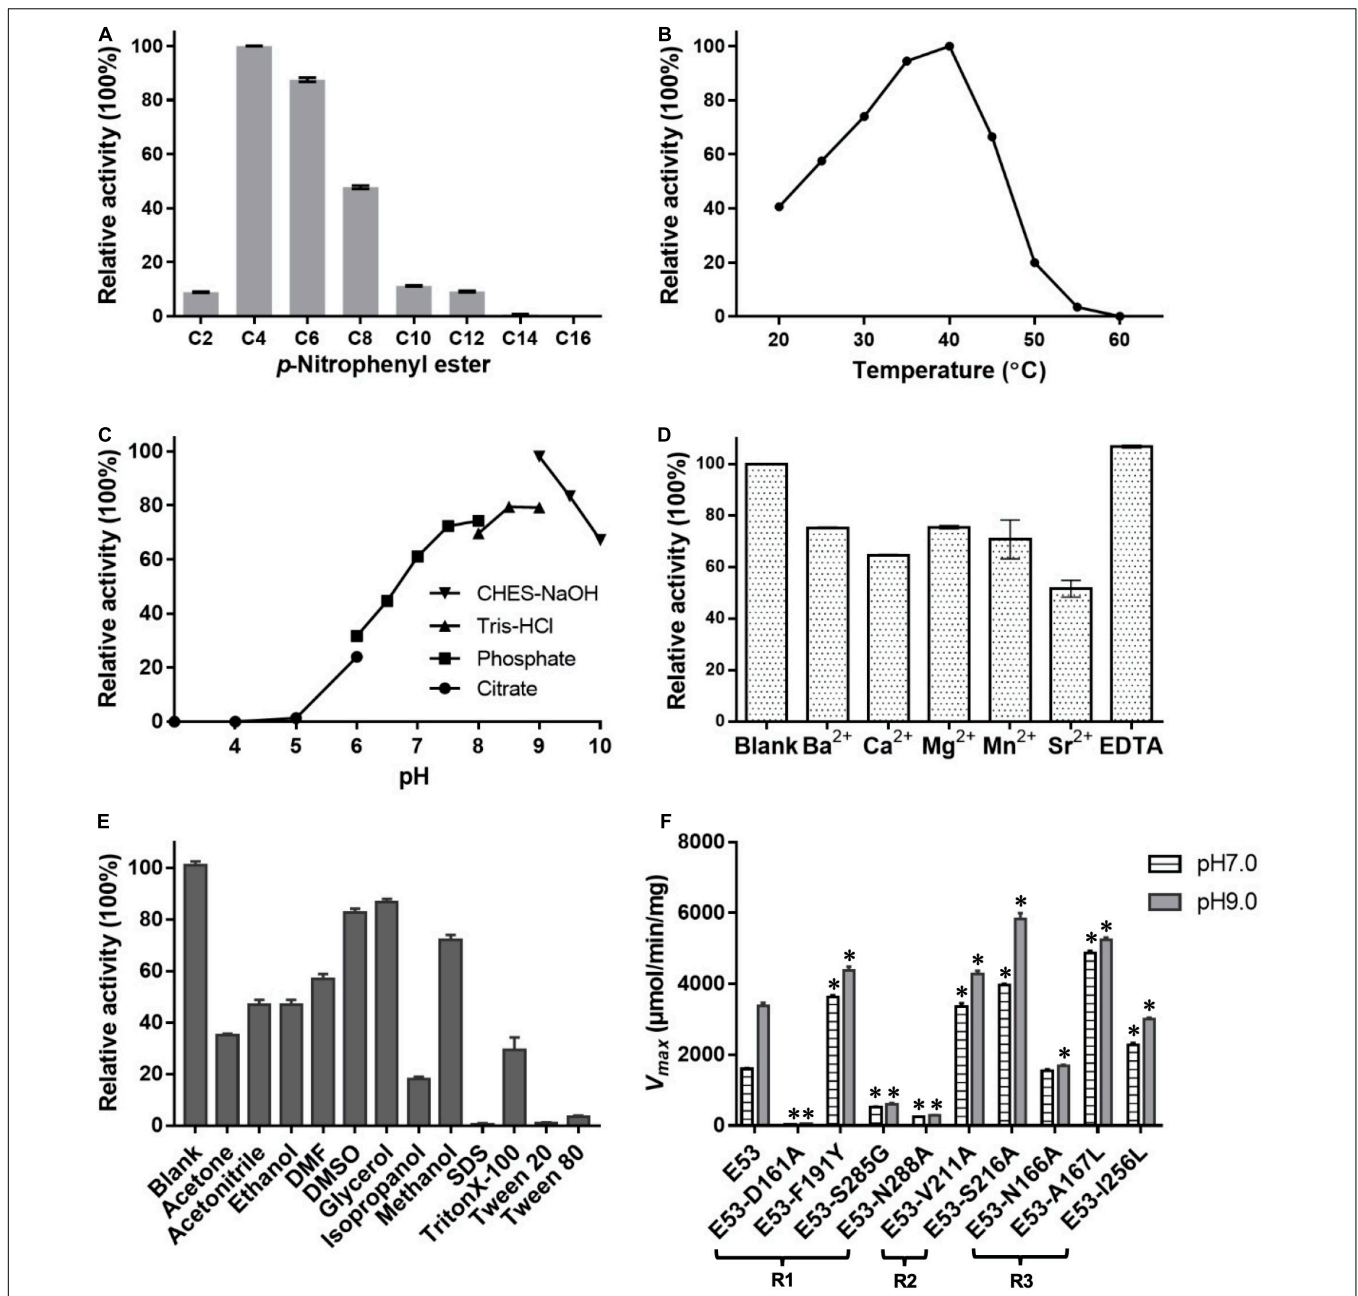 A
Relative activity (100%)
100
80
60
40
20
0
C2 C4 C6 C8 C10 C12 C14 C16
p-Nitrophenyl ester
B
Relative activity (100%)
100
80
60
40
20
0
20 30 40 50 60
Temperature (°C)
C
Relative activity (100%)
100
80
60
40
20
0
4 5 6 7 8 9 10
pH
CHES-NaOH
Tris-HCl
Phosphate
Citrate
D
Relative activity (100%)
100
80
60
40
20
0
Blank Ba2+ Ca2+ Mg2+ Mn2+ Sr2+ EDTA
E
Relative activity (100%)
100
80
60
40
20
0
Blank
Acetone
Acetonitrile
Ethanol
DMF
DMSO
Glycerol
Isopropanol
Methanol
SDS
TritonX-100
Tween 20
Tween 80
F
Vmax (μmol/min/mg)
8000
6000
4000
2000
0
pH7.0
pH9.0
* * * * * * * * * * * * * * * * *
E53
E53-D161A
E53-F191Y
E53-S285G
E53-N288A
E53-V211A
E53-S216A
E53-N166A
E53-A167L
E53-I256L
R1 R2 R3